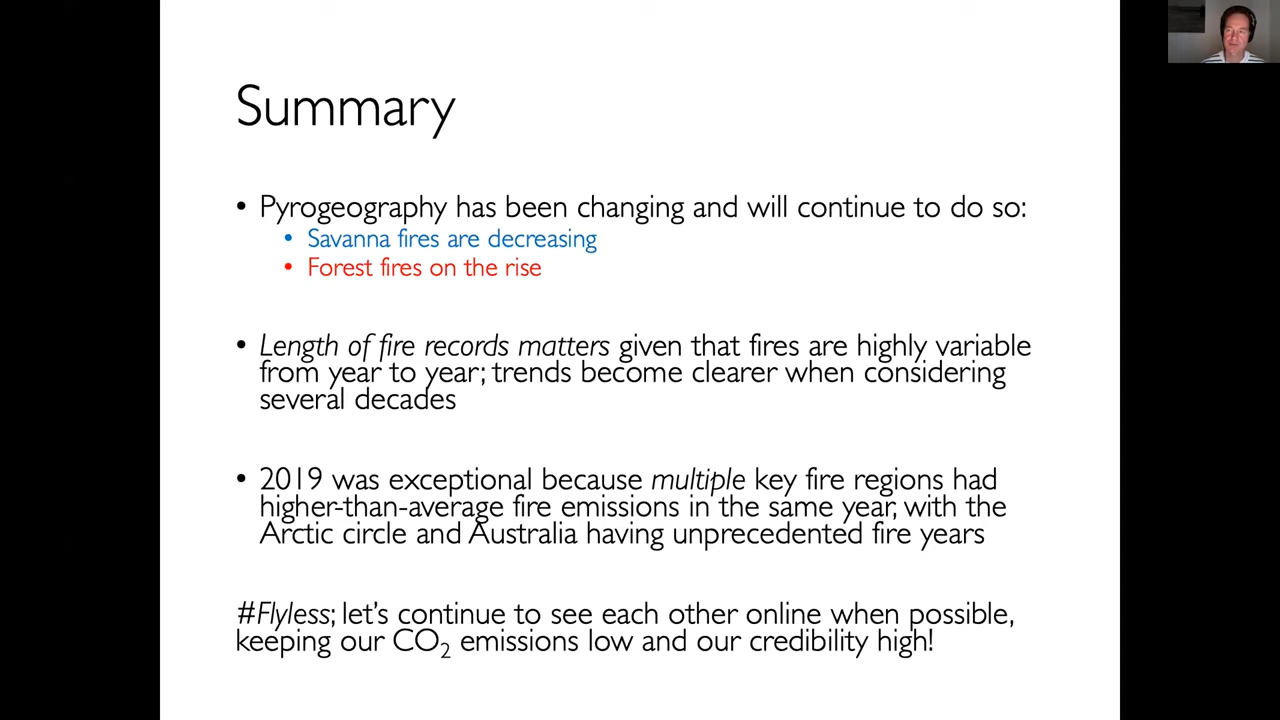 Summary
• Pyrogeography has been changing and will continue to do so:
• Savanna fires are decreasing
• Forest fires on the rise
• Length of fire records matters given that fires are highly variable
from year to year; trends become clearer when considering
several decades
• 2019 was exceptional because multiple key fire regions had
higher-than-average fire emissions in the same year, with the
Arctic circle and Australia having unprecedented fire years
#Flyless; let's continue to see each other online when possible,
keeping our CO₂ emissions low and our credibility high!